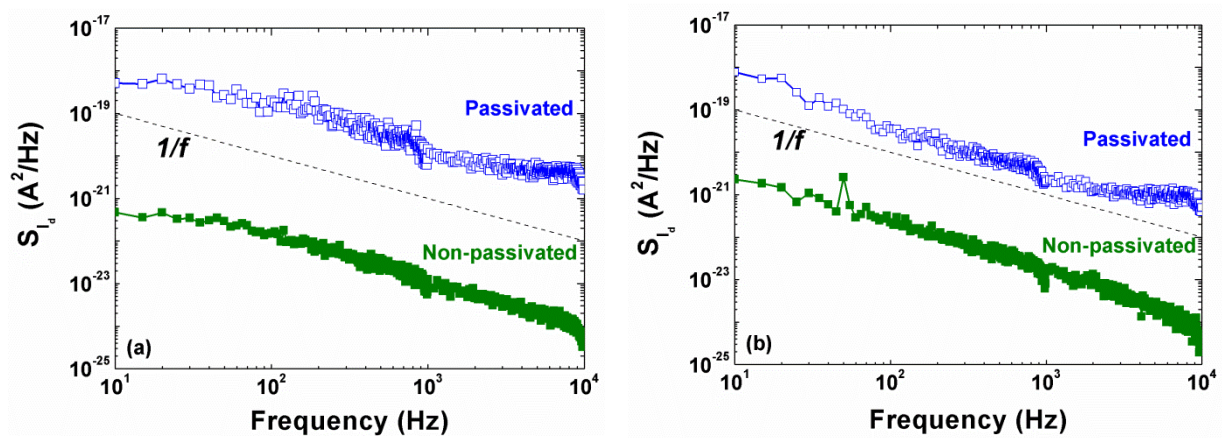 10^-17
10^-19
10^-21
10^-23
10^-25
S_Id (A^2/Hz)
Passivated
1/f
Non-passivated
(a)
10^1
10^2
10^3
10^4
Frequency (Hz)
10^-17
10^-19
10^-21
10^-23
10^-25
S_Id (A^2/Hz)
Passivated
1/f
Non-passivated
(b)
10^1
10^2
10^3
10^4
Frequency (Hz)